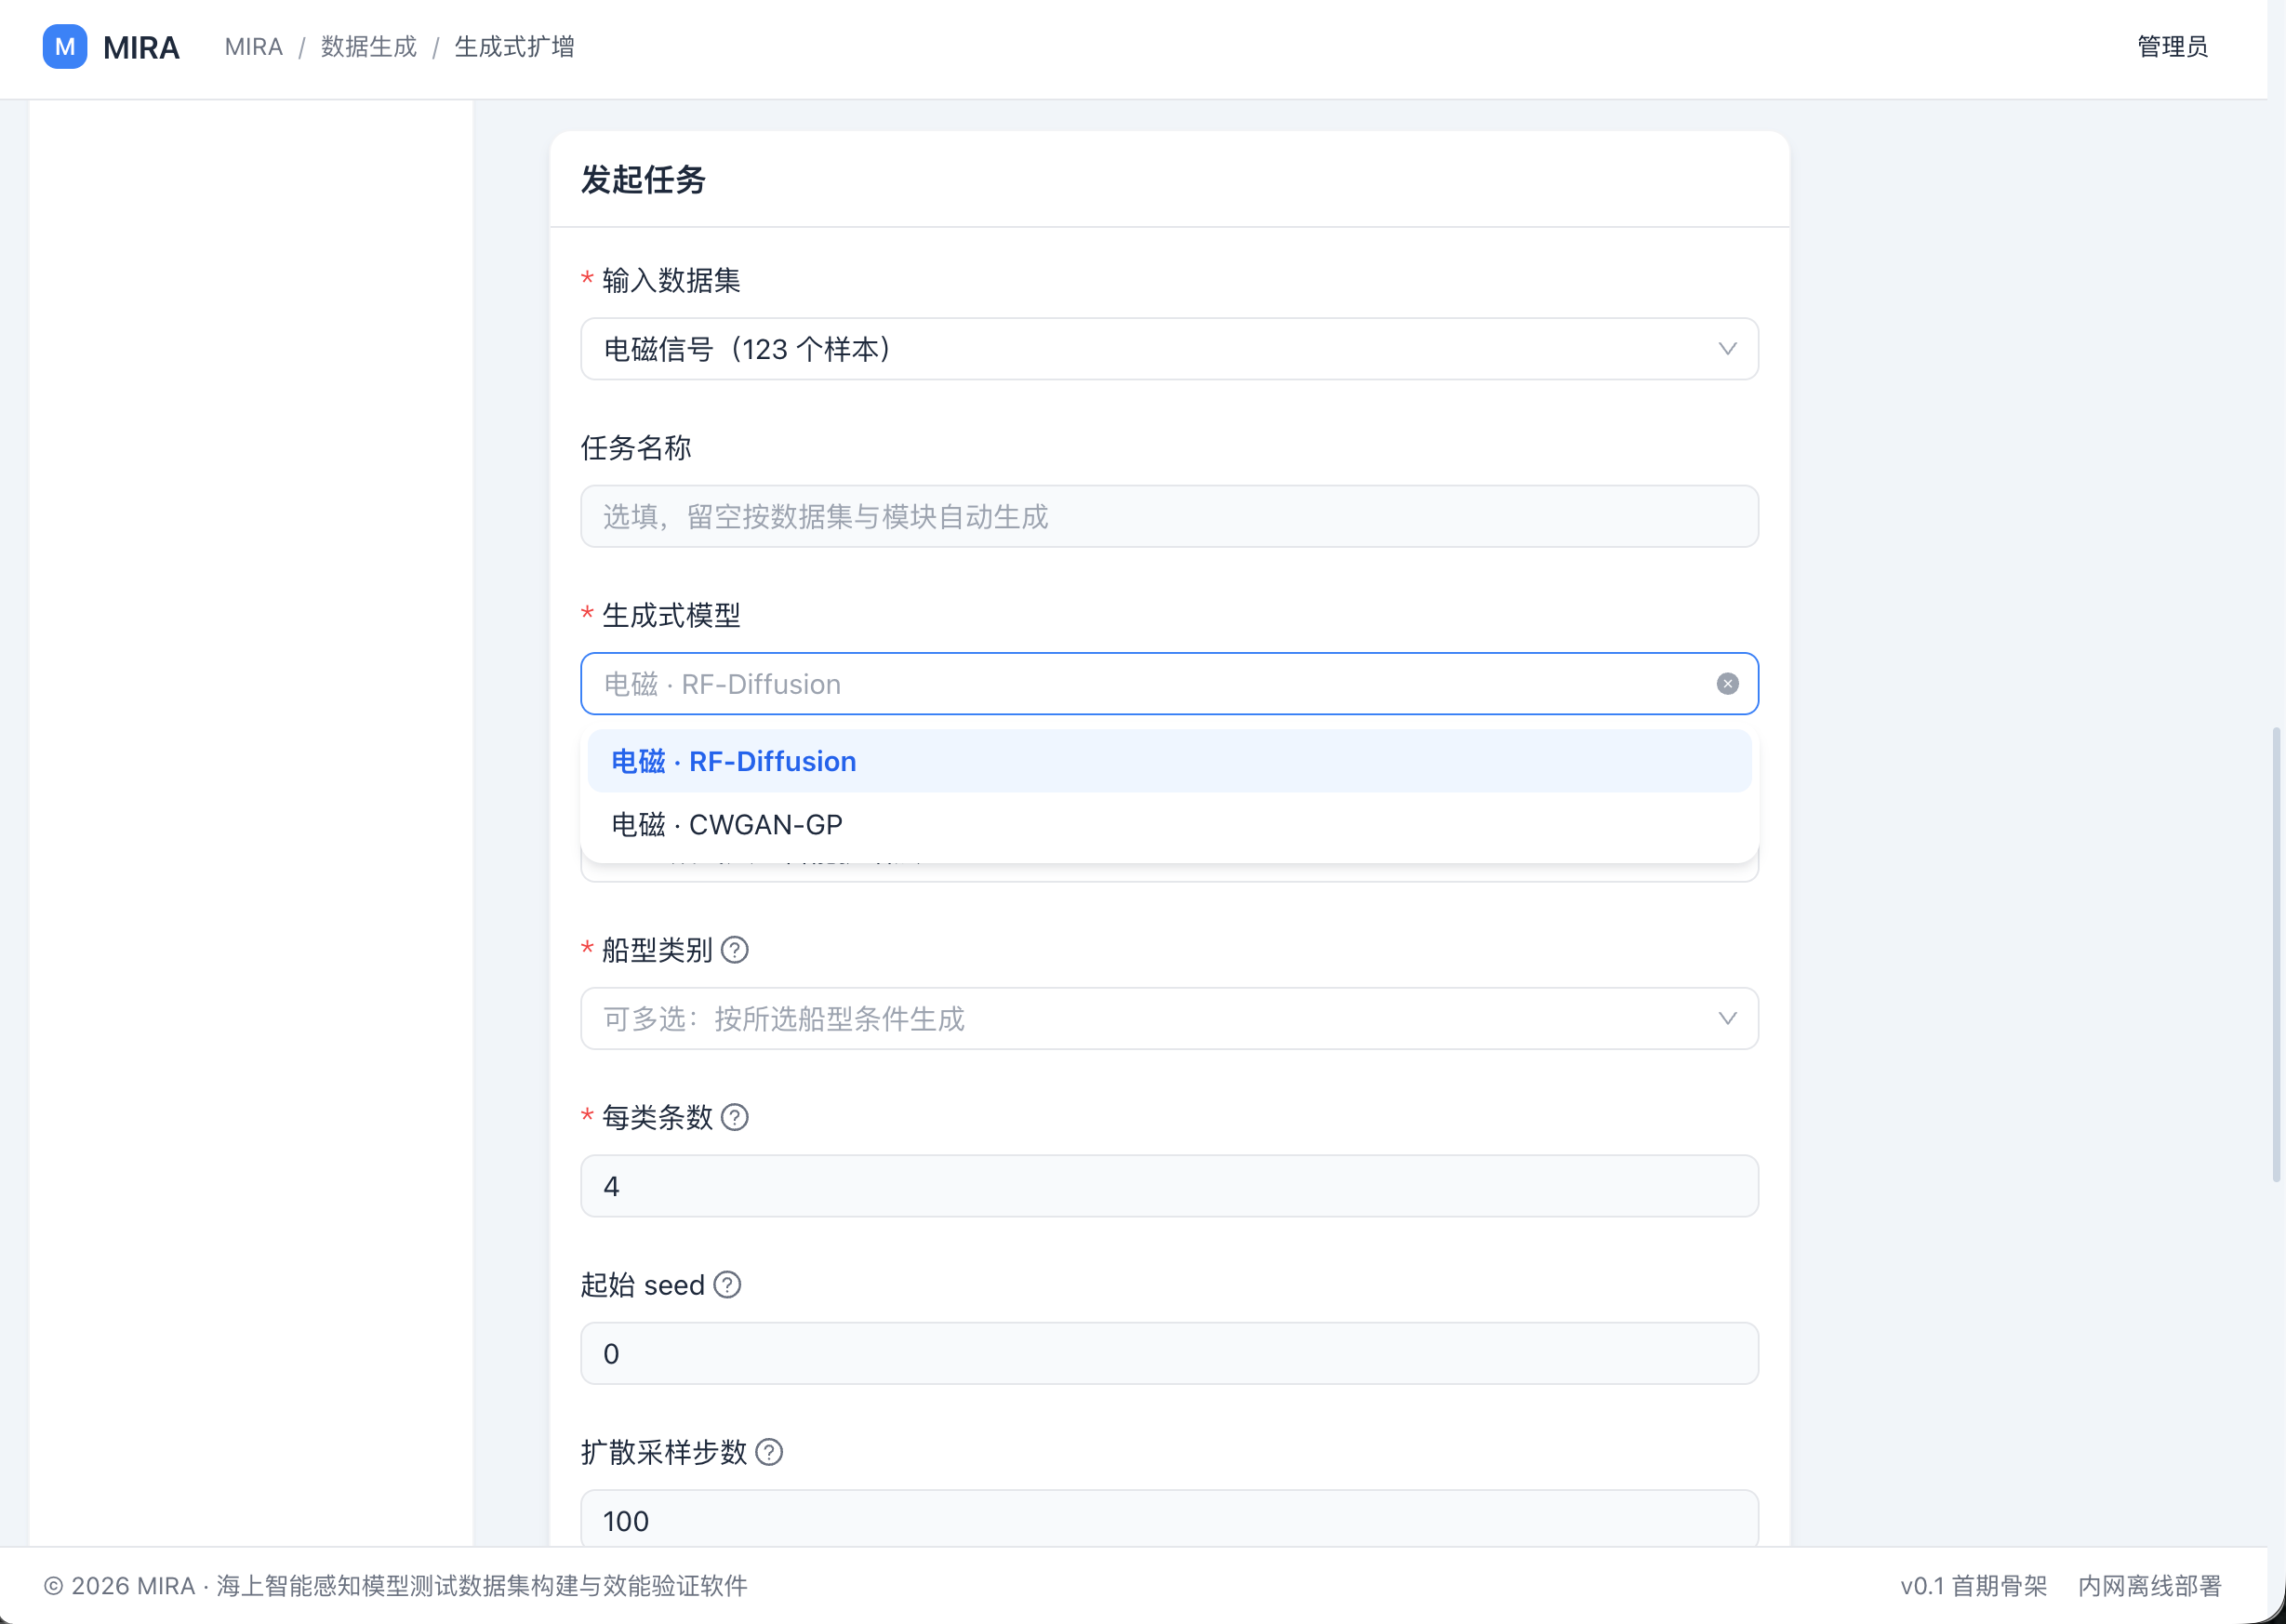 M MIRA MIRA / 数据生成 / 生成式扩增 管理员
发起任务
* 输入数据集
电磁信号（123 个样本）
任务名称
选填，留空按数据集与模块自动生成
* 生成式模型
电磁 · RF-Diffusion
电磁 · RF-Diffusion
电磁 · CWGAN-GP
* 船型类别 ?
可多选：按所选船型条件生成
* 每类条数 ?
4
起始 seed ?
0
扩散采样步数 ?
100
© 2026 MIRA · 海上智能感知模型测试数据集构建与效能验证软件 v0.1 首期骨架 内网离线部署